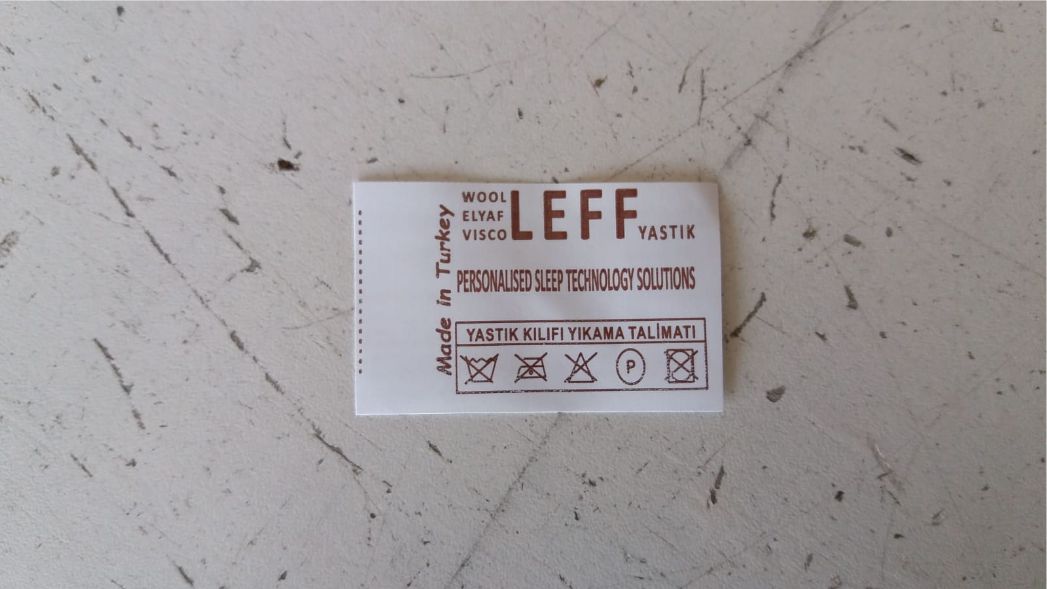 WOOL
ELYAF
VISCO
LEFF
YASTIK
Made in Turkey
PERSONALISED SLEEP TECHNOLOGY SOLUTIONS
YASTIK KILIFI YIKAMA TALİMATI
P